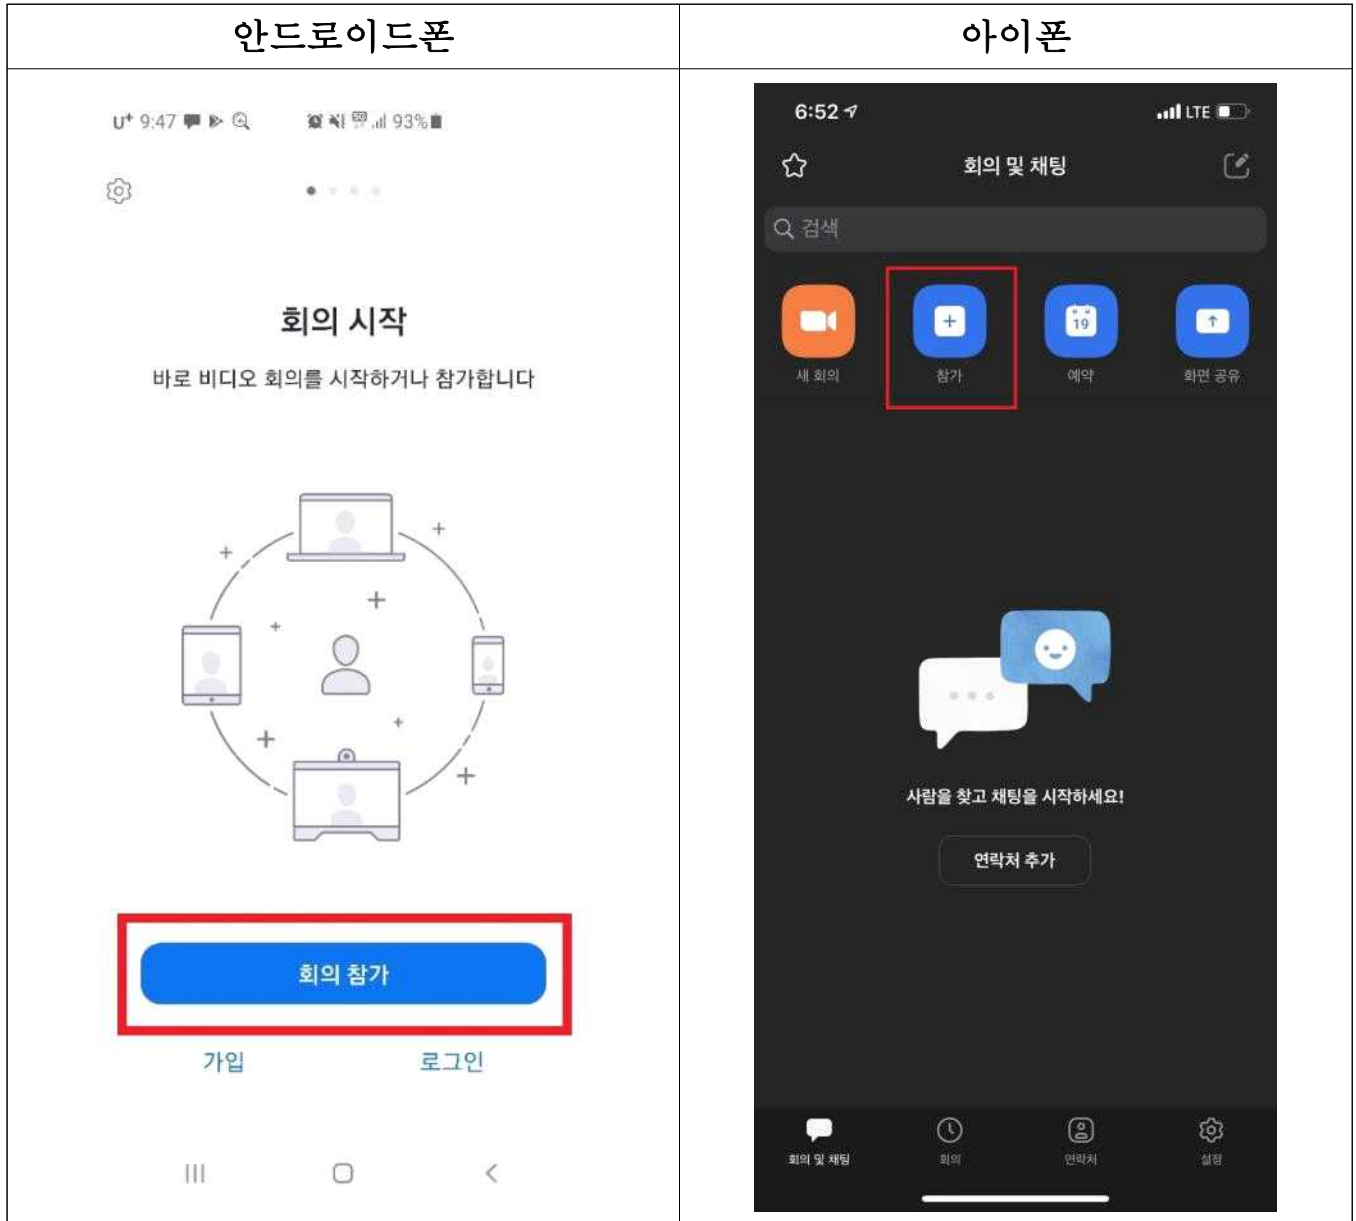 안드로이드폰
아이폰
U+ 9:47
93%
회의 시작
바로 비디오 회의를 시작하거나 참가합니다
회의 참가
가입
로그인
6:52
LTE
회의 및 채팅
검색
새 회의
참가
19
예약
화면 공유
사람을 찾고 채팅을 시작하세요!
연락처 추가
회의 및 채팅
회의
연락처
설정